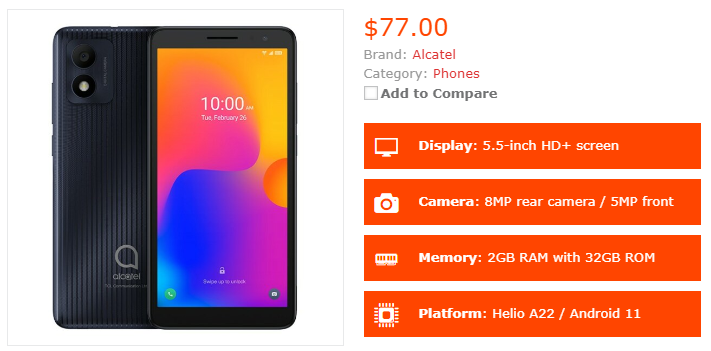 $77.00
Brand: Alcatel
Category: Phones
Add to Compare
10:00 AM
Tue, February 26
alcatel
Swipe up to unlock
Display: 5.5-inch HD+ screen
Camera: 8MP rear camera / 5MP front
Memory: 2GB RAM with 32GB ROM
Platform: Helio A22 / Android 11